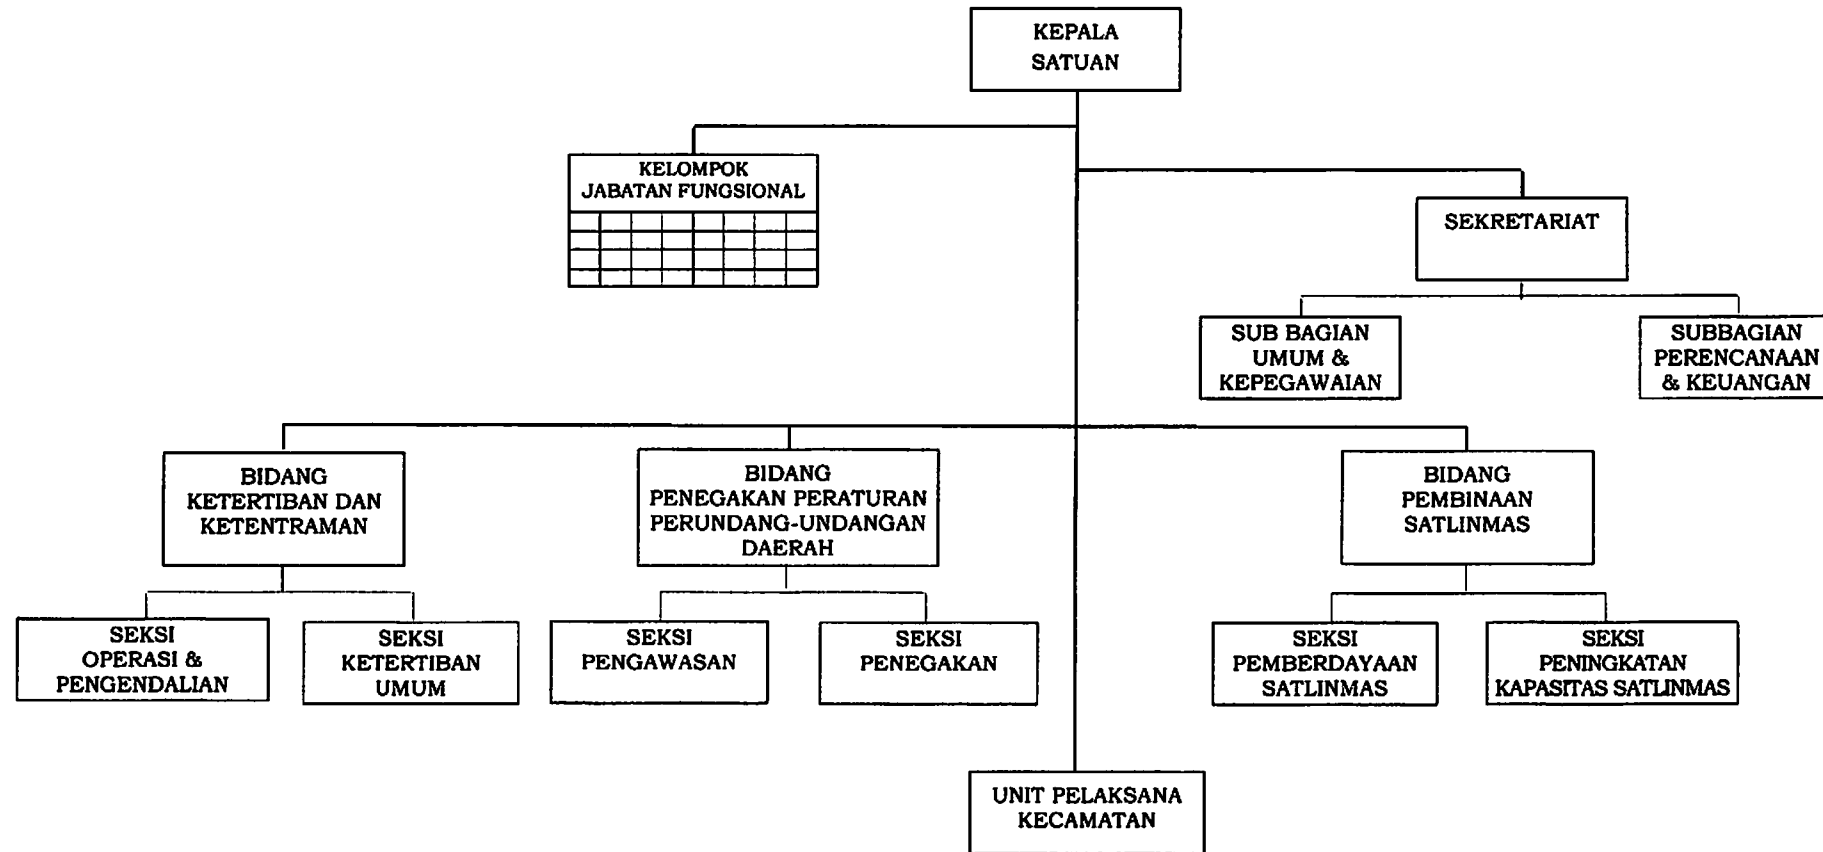 KEPALA
SATUAN
KELOMPOK
JABATAN FUNGSIONAL
SEKRETARIAT
SUB BAGIAN
UMUM &
KEPEGAWAIAN
SUBBAGIAN
PERENCANAAN
& KEUANGAN
BIDANG
KETERTIBAN DAN
KETENTRAMAN
BIDANG
PENEGAKAN PERATURAN
PERUNDANG-UNDANGAN
DAERAH
BIDANG
PEMBINAAN
SATLINMAS
SEKSI
OPERASI &
PENGENDALIAN
SEKSI
KETERTIBAN
UMUM
SEKSI
PENGAWASAN
SEKSI
PENEGAKAN
SEKSI
PEMBERDAYAAN
SATLINMAS
SEKSI
PENINGKATAN
KAPASITAS SATLINMAS
UNIT PELAKSANA
KECAMATAN